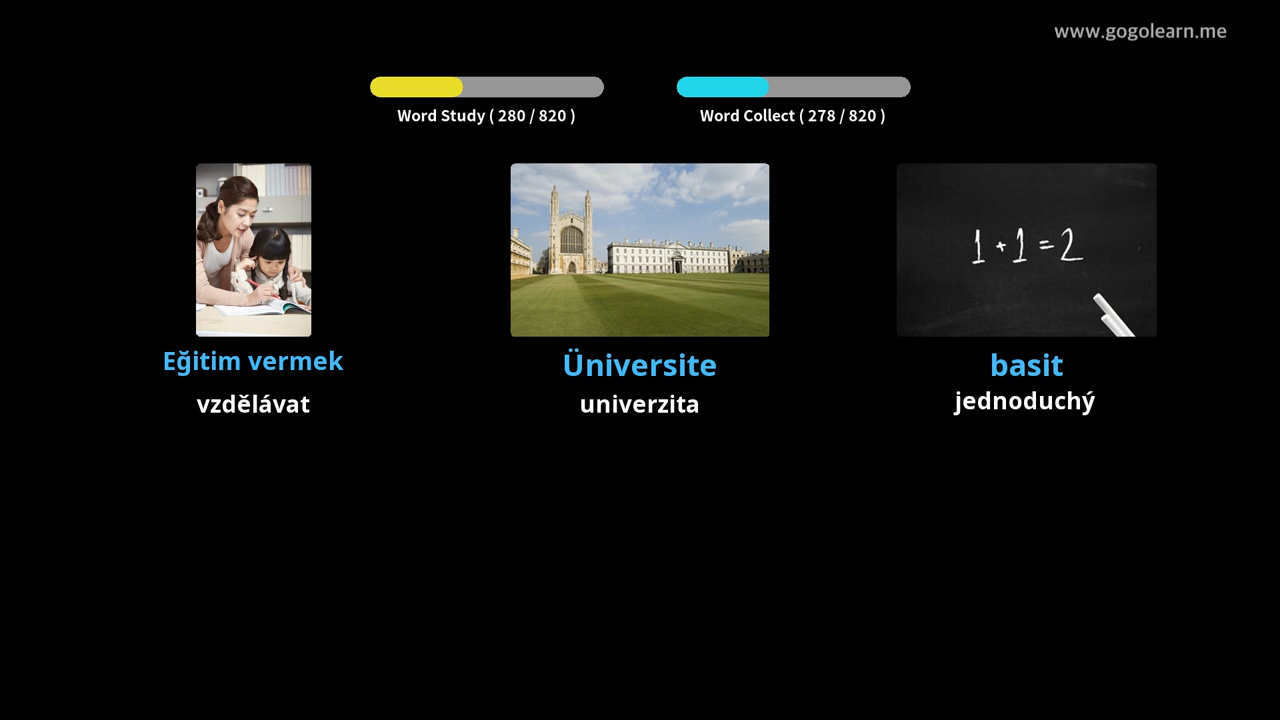 www.gogolearn.me
Word Study ( 280 / 820 )
Word Collect ( 278 / 820 )
1 + 1 = 2
Eğitim vermek
Üniversite
basit
vzdělávat
univerzita
jednoduchý